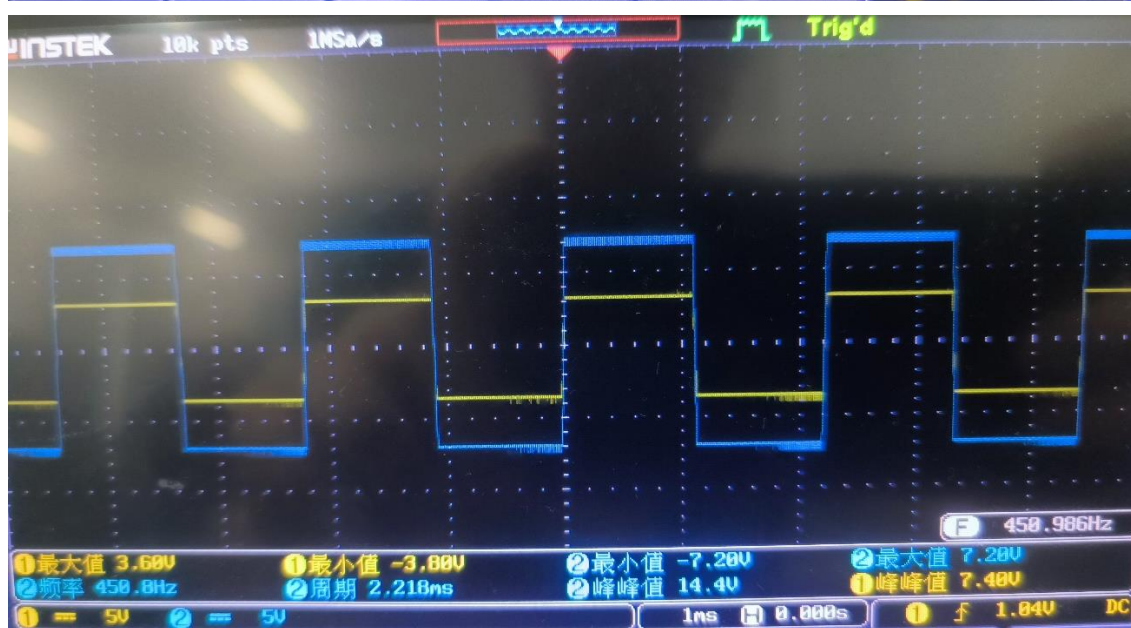 GWINSTEK 10k pts 1MSa/s Trig'd
F 450.986Hz
1最大值 3.60V 1最小值 -3.80V 2最小值 -7.20V 2最大值 7.20V
2频率 450.8Hz 2周期 2.218ms 2峰峰值 14.4V 1峰峰值 7.40V
1 5V 2 5V 1ms H 0.000s 1 1.04V DC